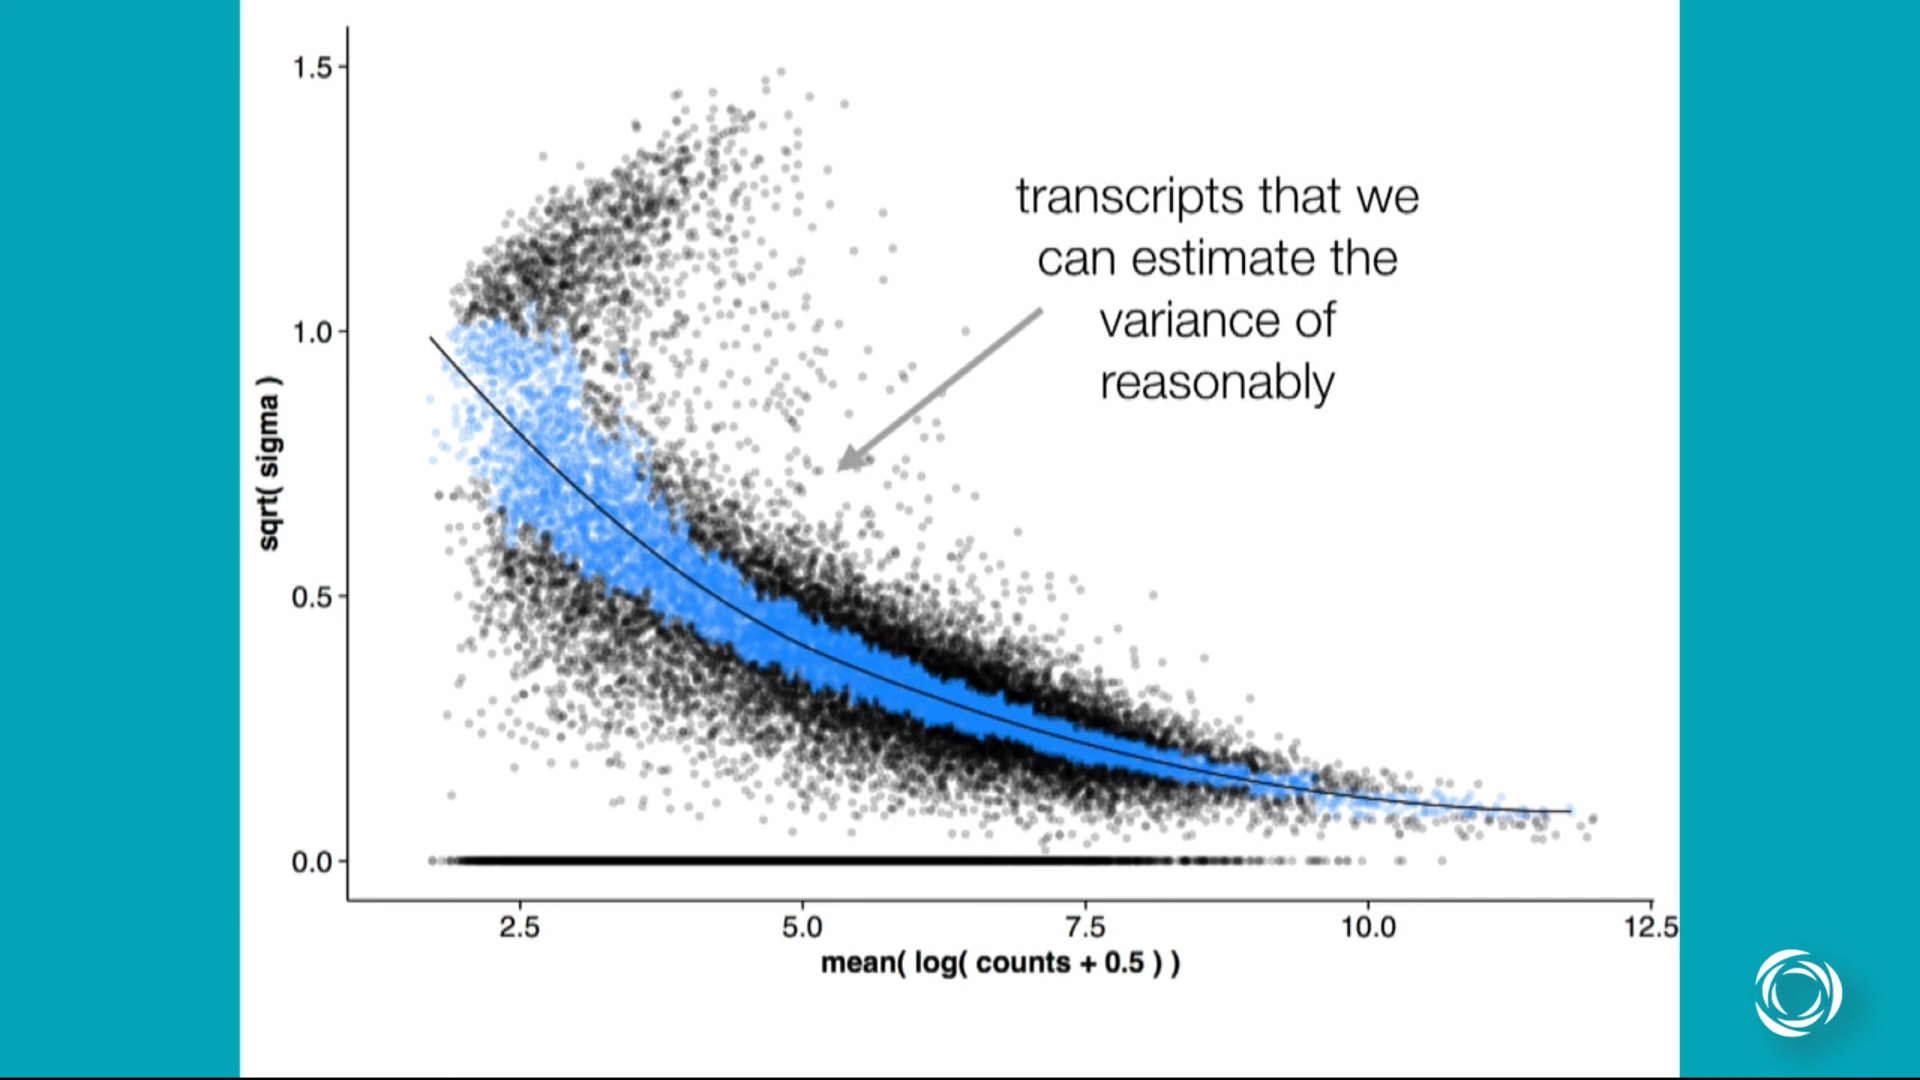 1.5
1.0
0.5
0.0
sqrt( sigma )
transcripts that we
can estimate the
variance of
reasonably
2.5 5.0 7.5 10.0 12.5
mean( log( counts + 0.5 ) )